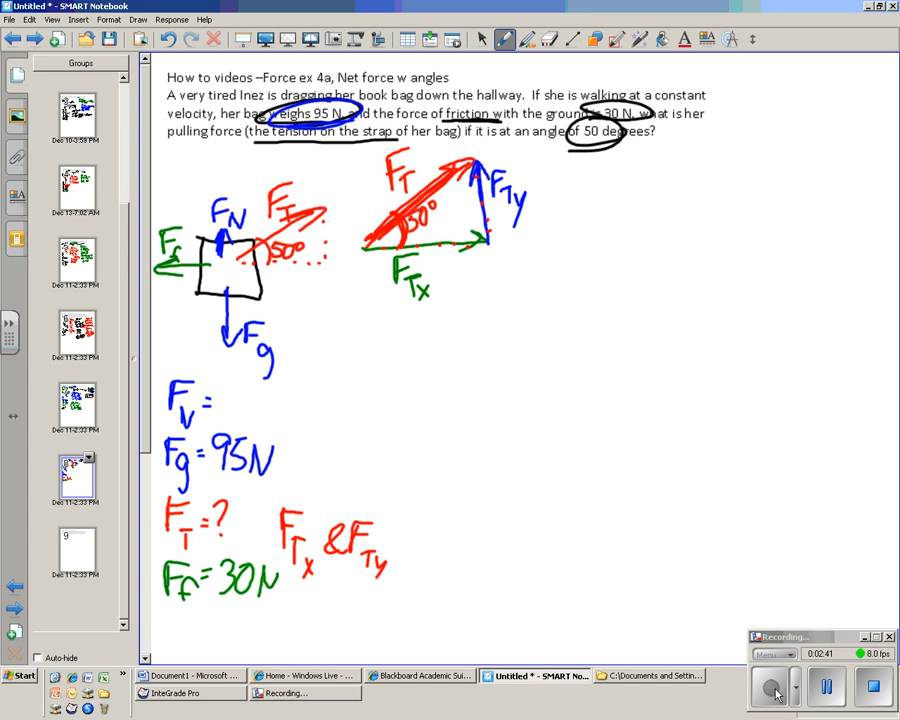 Untitled * - SMART Notebook
File Edit View Insert Format Draw Response Help
Groups
How to videos –Force ex 4a, Net force w angles
A very tired Inez is dragging her book bag down the hallway. If she is walking at a constant
velocity, her bag weighs 95 N, and the force of friction with the ground is 30 N, what is her
pulling force (the tension on the strap of her bag) if it is at an angle of 50 degrees?
Dec 10-3:59 PM
Dec 13-7:02 AM
Dec 11-2:33 PM
Dec 11-2:33 PM
Dec 11-2:33 PM
Dec 11-2:33 PM
9
Dec 11-2:33 PM
FN
FT
50°
Ff
Fg
FT
50°
FTy
FTx
FN =
Fg = 95N
FT = ?
FTx & FTy
Ff = 30N
Auto-hide
Recording...
Menu
0:02:41
8.0 fps
Start
Document1 - Microsoft ...
Home - Windows Live - ...
Blackboard Academic Sui...
Untitled * - SMART No...
C:\Documents and Settin...
InteGrade Pro
Recording...